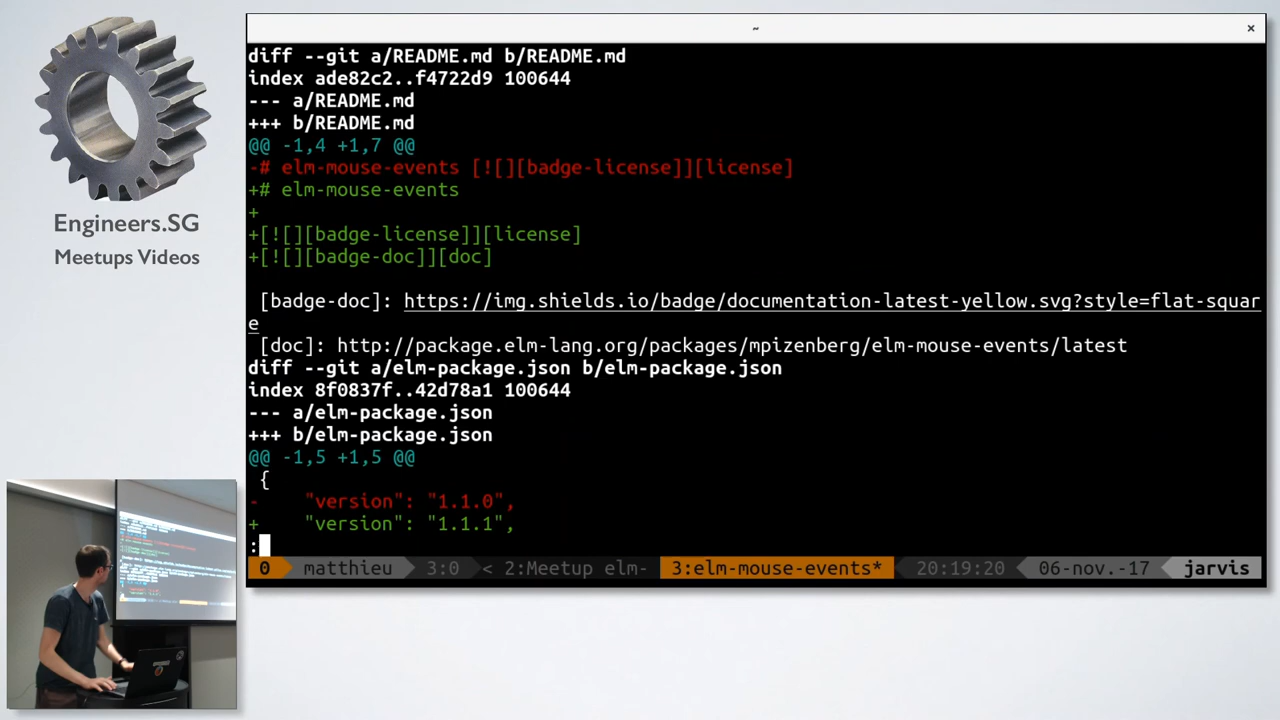 Engineers.SG
Meetups Videos
~ ×
diff --git a/README.md b/README.md
index ade82c2..f4722d9 100644
--- a/README.md
+++ b/README.md
@@ -1,4 +1,7 @@
-# elm-mouse-events [![][badge-license]][license]
+# elm-mouse-events
+
+[![][badge-license]][license]
+[![][badge-doc]][doc]
[badge-doc]: https://img.shields.io/badge/documentation-latest-yellow.svg?style=flat-squar
e
[doc]: http://package.elm-lang.org/packages/mpizenberg/elm-mouse-events/latest
diff --git a/elm-package.json b/elm-package.json
index 8f0837f..42d78a1 100644
--- a/elm-package.json
+++ b/elm-package.json
@@ -1,5 +1,5 @@
{
- "version": "1.1.0",
+ "version": "1.1.1",
:
0 matthieu 3:0 < 2:Meetup elm- 3:elm-mouse-events* 20:19:20 06-nov.-17 jarvis